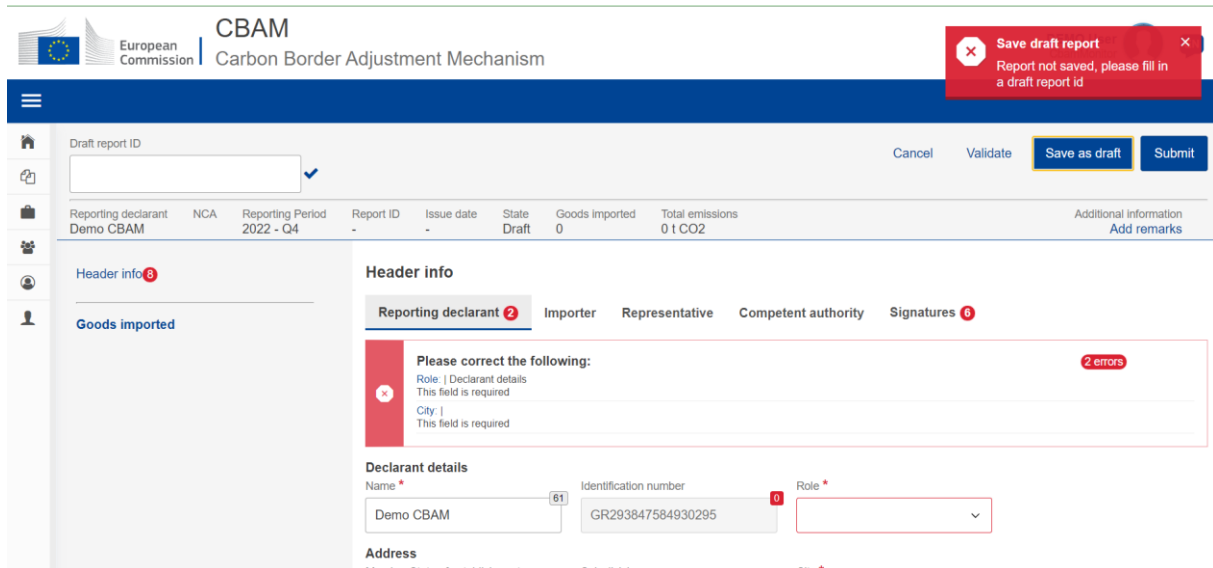 European
Commission
CBAM
Carbon Border Adjustment Mechanism
Save draft report
Report not saved, please fill in
a draft report id
Draft report ID
Cancel Validate Save as draft Submit
Reporting declarant NCA Reporting Period Report ID Issue date State Goods imported Total emissions Additional information
Demo CBAM 2022 - Q4 - - Draft 0 0 t CO2 Add remarks
Header info 8
Goods imported
Header info
Reporting declarant 2 Importer Representative Competent authority Signatures 6
Please correct the following: 2 errors
Role: | Declarant details
This field is required
City: |
This field is required
Declarant details
Name * Identification number Role *
61 0
Demo CBAM GR293847584930295
Address